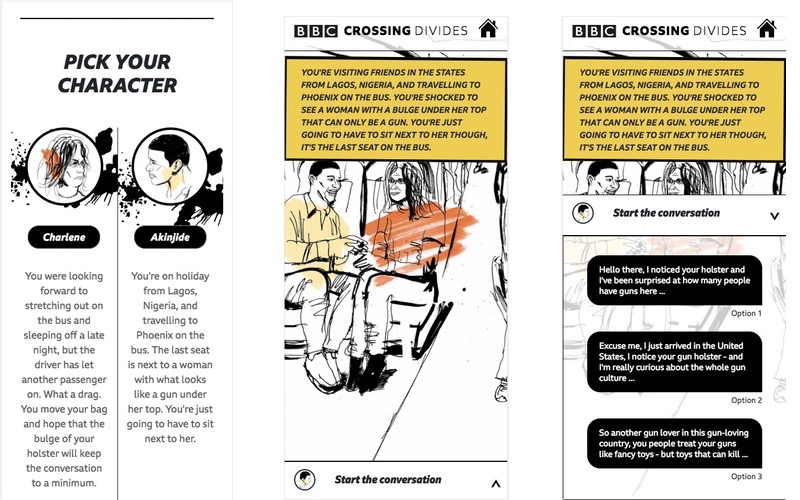 PICK YOUR
CHARACTER
Charlene
You were looking
forward to
stretching out on
the bus and
sleeping off a late
night, but the
driver has let
another passenger
on. What a drag.
You move your bag
and hope that the
bulge of your
holster will keep
the conversation
to a minimum.
Akinjide
You're on holiday
from Lagos,
Nigeria, and
travelling to
Phoenix on the
bus. The last seat
is next to a woman
with what looks
like a gun under
her top. You're just
going to have to sit
next to her.
BBC CROSSING DIVIDES
YOU'RE VISITING FRIENDS IN THE STATES
FROM LAGOS, NIGERIA, AND TRAVELLING TO
PHOENIX ON THE BUS. YOU'RE SHOCKED TO
SEE A WOMAN WITH A BULGE UNDER HER TOP
THAT CAN ONLY BE A GUN. YOU'RE JUST
GOING TO HAVE TO SIT NEXT TO HER THOUGH,
IT'S THE LAST SEAT ON THE BUS.
Start the conversation
BBC CROSSING DIVIDES
YOU'RE VISITING FRIENDS IN THE STATES
FROM LAGOS, NIGERIA, AND TRAVELLING TO
PHOENIX ON THE BUS. YOU'RE SHOCKED TO
SEE A WOMAN WITH A BULGE UNDER HER TOP
THAT CAN ONLY BE A GUN. YOU'RE JUST
GOING TO HAVE TO SIT NEXT TO HER THOUGH,
IT'S THE LAST SEAT ON THE BUS.
Start the conversation
Hello there, I noticed your holster and
I've been surprised at how many people
have guns here ...
Option 1
Excuse me, I just arrived in the United
States, I notice your gun holster - and
I'm really curious about the whole gun
culture ...
Option 2
So another gun lover in this gun-loving
country, you people treat your guns
like fancy toys - but toys that can kill ...
Option 3